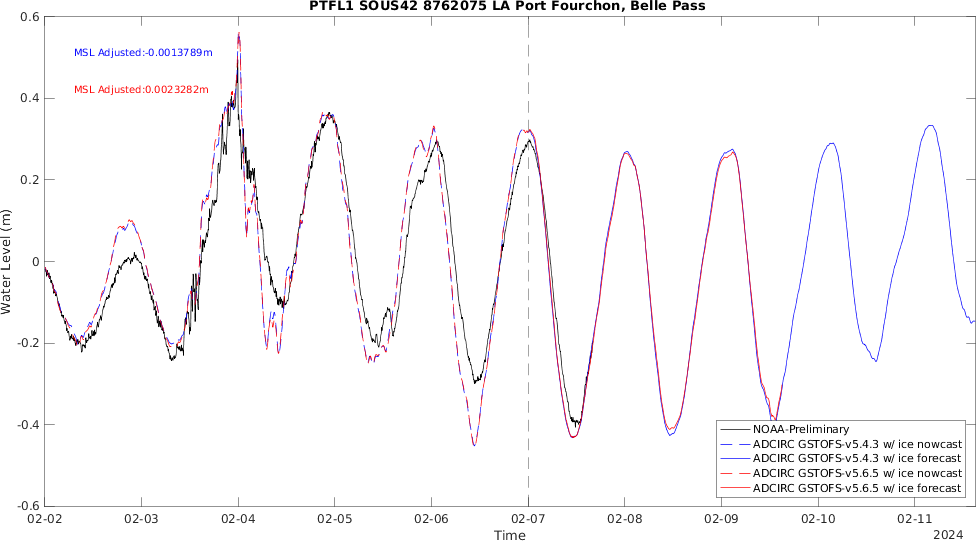 PTFL1 SOUS42 8762075 LA Port Fourchon, Belle Pass
MSL Adjusted:-0.0013789m
MSL Adjusted:0.0023282m
Water Level (m)
0.6
0.4
0.2
0
-0.2
-0.4
-0.6
NOAA-Preliminary
ADCIRC GSTOFS-v5.4.3 w/ ice nowcast
ADCIRC GSTOFS-v5.4.3 w/ ice forecast
ADCIRC GSTOFS-v5.6.5 w/ ice nowcast
ADCIRC GSTOFS-v5.6.5 w/ ice forecast
02-02 02-03 02-04 02-05 02-06 02-07 02-08 02-09 02-10 02-11
Time
2024